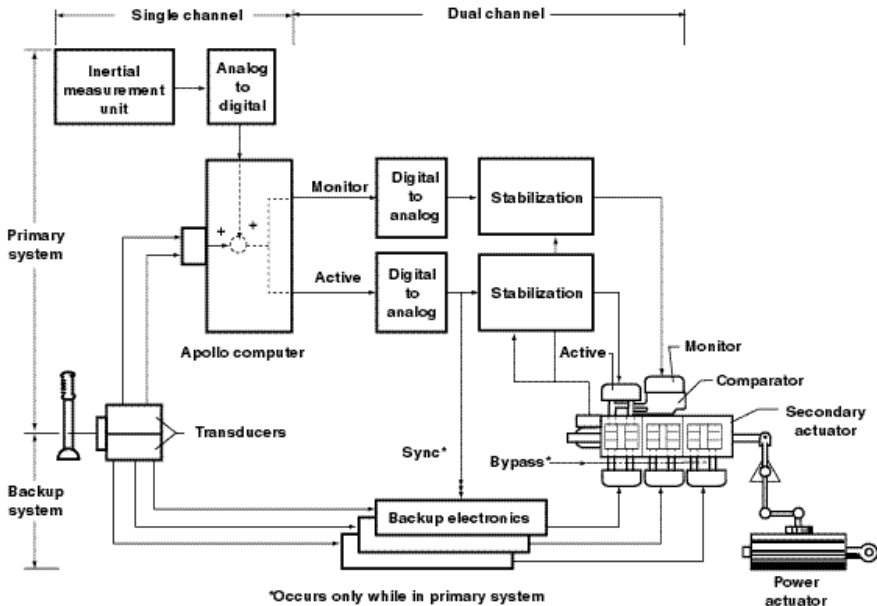 Single channel
Dual channel
Inertial
measurement
unit
Analog
to
digital
Monitor
Digital
to
analog
Stabilization
Primary
system
+
+
Active
Digital
to
analog
Stabilization
Apollo computer
Active
Monitor
Comparator
Secondary
actuator
Transducers
Sync*
Bypass*
Backup
system
Backup electronics
Power
actuator
*Occurs only while in primary system